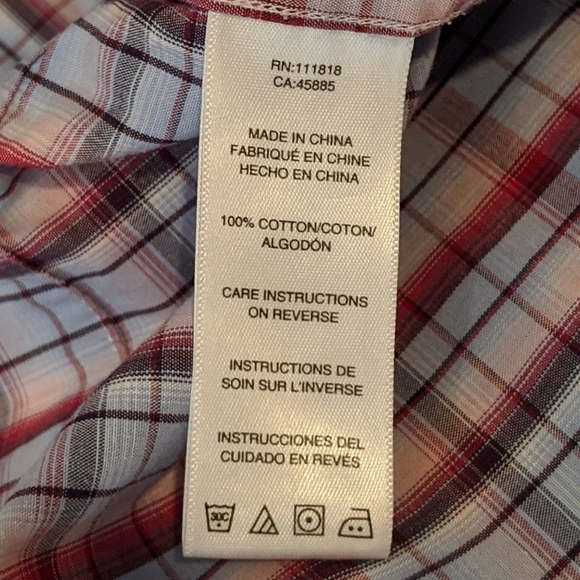 RN:111818
CA:45885
MADE IN CHINA
FABRIQUÉ EN CHINE
HECHO EN CHINA
100% COTTON/COTON/
ALGODÓN
CARE INSTRUCTIONS
ON REVERSE
INSTRUCTIONS DE
SOIN SUR L'INVERSE
INSTRUCCIONES DEL
CUIDADO EN REVÉS
30C